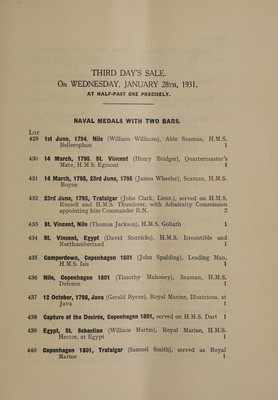 THIRD DAY'S SALE.
On WEDNESDAY, JANUARY 28TH, 1931,
AT HALF-PAST ONE PRECISELY.
NAVAL MEDALS WITH TWO BARS.
Lot
429 1st June, 1794, Nile (William Williams), Able Seaman, H.M.S.
Bellerophon 1
430 14 March, 1795, St. Vincent (Henry Bridger), Quartermaster's
Mate, H.M.S. Egmont 1
431 14 March, 1795, 23rd June, 1795 (James Wheeler), Seaman, H.M.S.
Boyne 1
432 23rd June, 1795, Trafalgar (John Clark, Lieut.), served on H.M.S.
Russell and H.M.S. Thunderer, with Admiralty Commission
appointing him Commander R.N. 2
433 St. Vincent, Nile (Thomas Jackson), H.M.S. Goliath 1
434 St. Vincent, Egypt (David Sterricks), H.M.S. Irresistible and
Northumberland 1
435 Camperdown, Copenhagen 1801 (John Spalding), Leading Man,
H.M.S. Isis 1
436 Nile, Copenhagen 1801 (Timothy Mahoney), Seaman, H.M.S.
Defence 1
437 12 October, 1798, Java (Gerald Byrne), Royal Marine, Illustrious, at
Java 1
438 Capture of the Desirée, Copenhagen 1801, served on H.M.S. Dart 1
439 Egypt, St. Sebastian (William Martin), Royal Marine, H.M.S.
Hector, at Egypt 1
440 Copenhagen 1801, Trafalgar (Samuel Smith), served as Royal
Marine 1